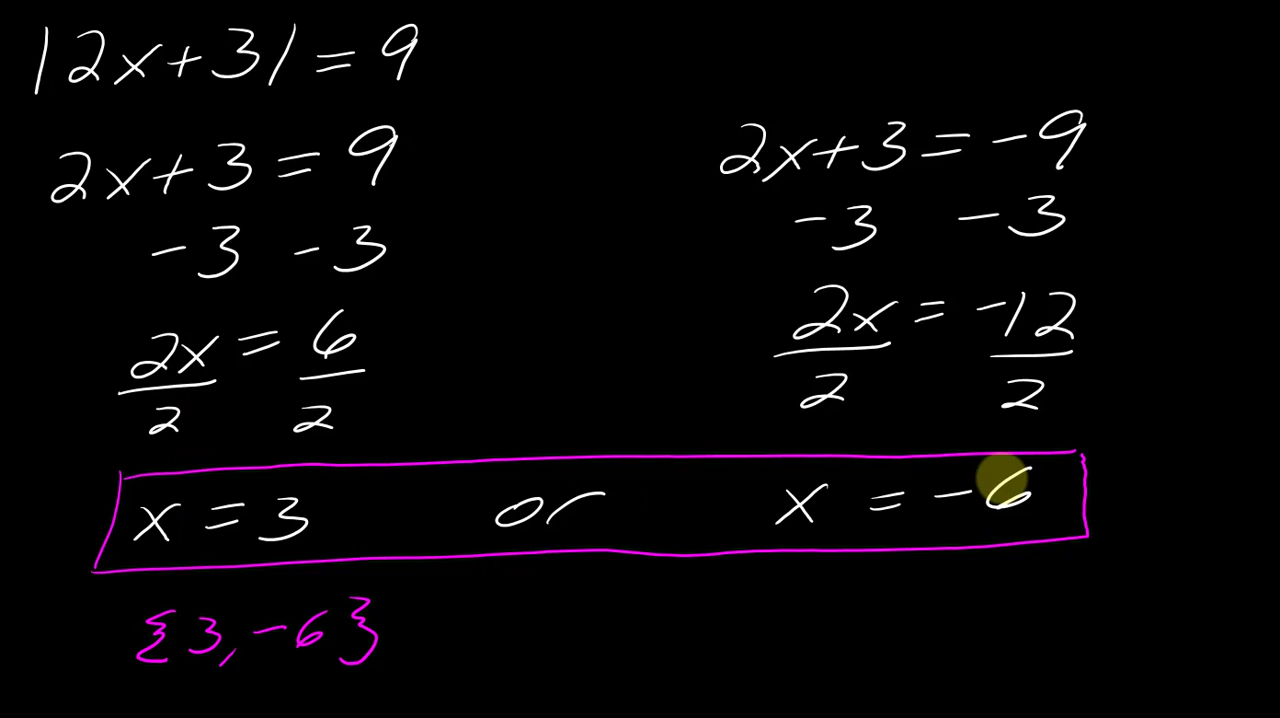 |2x+3|=9
2x+3=9
-3 -3
2x = 6
2 2
2x+3=-9
-3 -3
2x = -12
2 2
x=3 or x = -6
{3,-6}